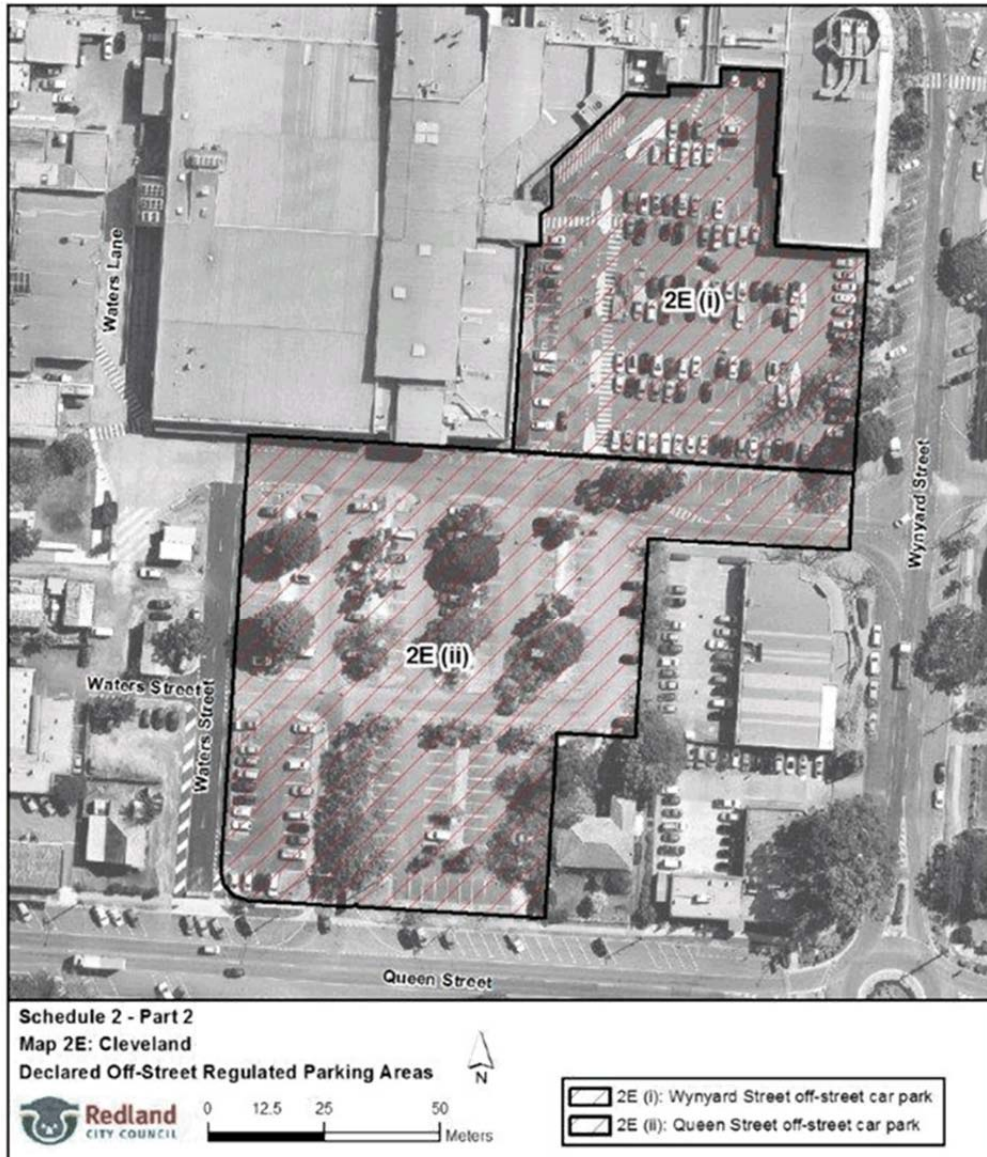 2E (i)
Waters Lane
Wynyard Street
2E (ii)
Waters Street
Waters Street
Queen Street
Schedule 2 - Part 2
Map 2E: Cleveland
Declared Off-Street Regulated Parking Areas
N
Redland
CITY COUNCIL
0 12.5 25 50
Meters
2E (i): Wynyard Street off-street car park
2E (ii): Queen Street off-street car park